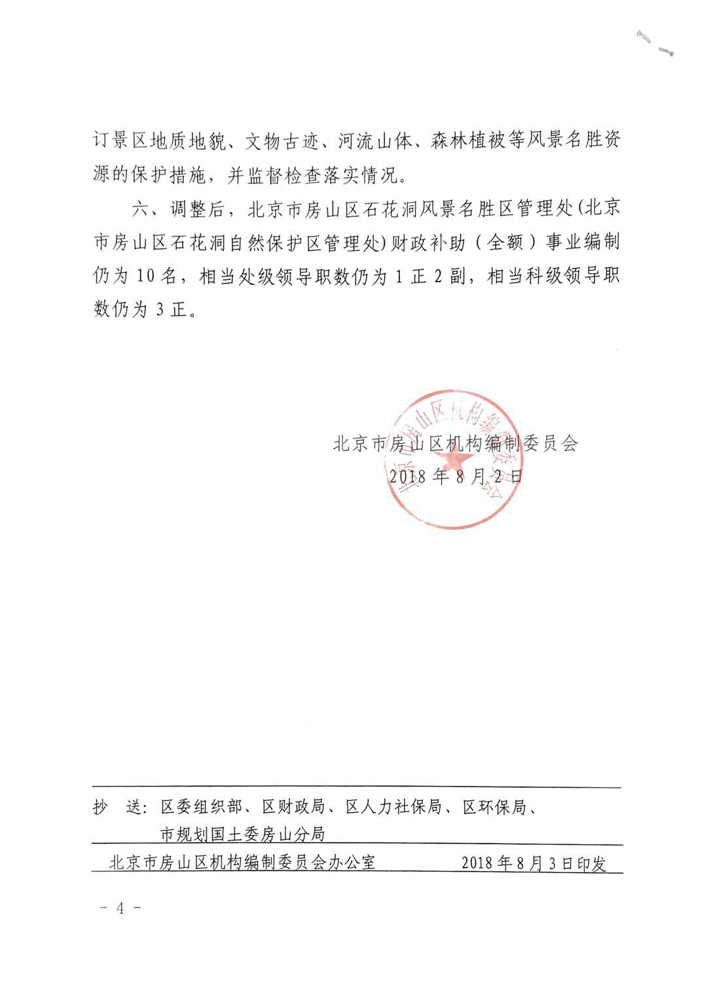 订景区地质地貌、文物古迹、河流山体、森林植被等风景名胜资
源的保护措施，并监督检查落实情况。
六、调整后，北京市房山区石花洞风景名胜区管理处(北京
市房山区石花洞自然保护区管理处)财政补助（全额）事业编制
仍为10名，相当处级领导职数仍为1正2副，相当科级领导职
数仍为3正。
北京市房山区机构编制委员会
北京市房山区机构编制委员会
2018年8月2日
抄 送：区委组织部、区财政局、区人力社保局、区环保局、
市规划国土委房山分局
北京市房山区机构编制委员会办公室 2018年8月3日印发
- 4 -